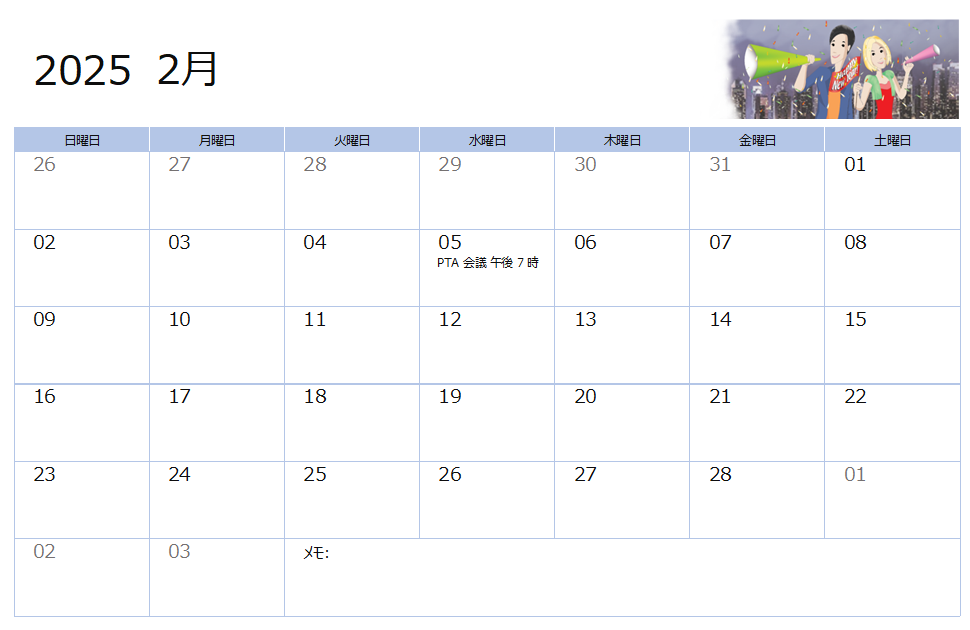 2025 2月
HAPPY
NEW YEAR
日曜日 月曜日 火曜日 水曜日 木曜日 金曜日 土曜日
26 27 28 29 30 31 01
02 03 04 05 06 07 08
PTA 会議 午後 7 時
09 10 11 12 13 14 15
16 17 18 19 20 21 22
23 24 25 26 27 28 01
02 03 メモ: